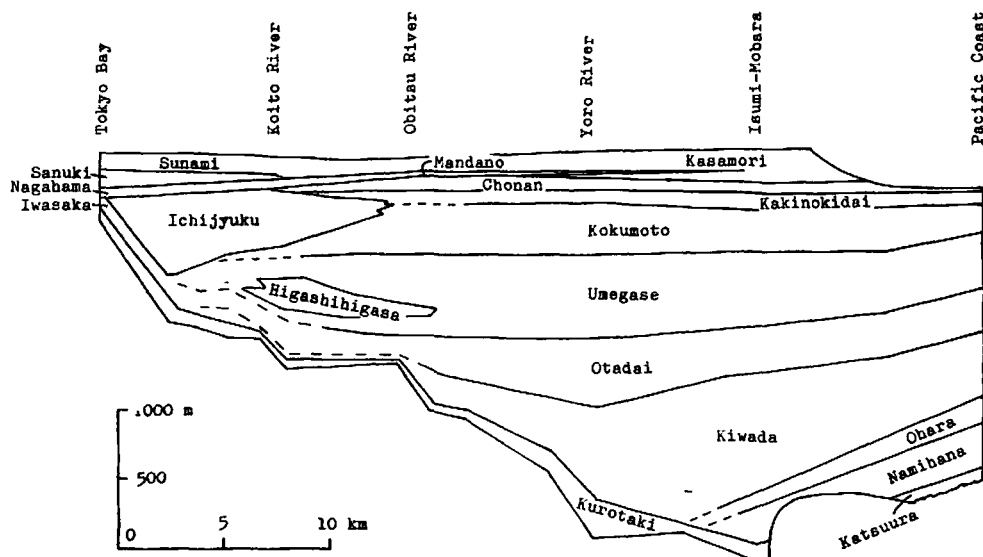 Tokyo Bay
Koito River
Obitsu River
Yoro River
Isumi-Mobara
Pacific Coast
Sunami
Mandano
Kasamori
Sanuki
Nagahama
Chonan
Iwasaka
Kakinokidai
Ichijyuku
Kokumoto
Higashihigasa
Umegase
Otadai
1000 m
Kiwada
Ohara
500
Namihana
Kurotaki
Katsuura
0
5
10 km